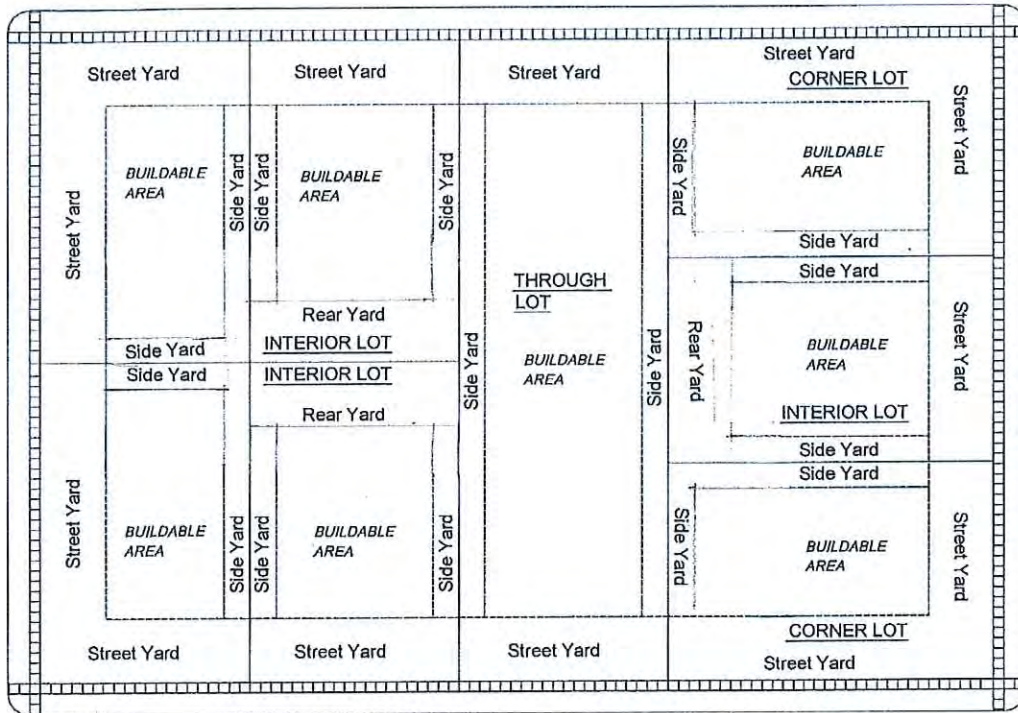 Street Yard
Street Yard
Street Yard
Street Yard
CORNER LOT
Street Yard
BUILDABLE
AREA
Side Yard
Side Yard
BUILDABLE
AREA
Side Yard
Side Yard
BUILDABLE
AREA
Street Yard
Side Yard
Side Yard
THROUGH
LOT
Rear Yard
Side Yard
INTERIOR LOT
Side Yard
INTERIOR LOT
Rear Yard
Side Yard
BUILDABLE
AREA
Side Yard
Rear Yard
BUILDABLE
AREA
Street Yard
INTERIOR LOT
Side Yard
Side Yard
Street Yard
BUILDABLE
AREA
Side Yard
Side Yard
BUILDABLE
AREA
Side Yard
Side Yard
BUILDABLE
AREA
Street Yard
CORNER LOT
Street Yard
Street Yard
Street Yard
Street Yard